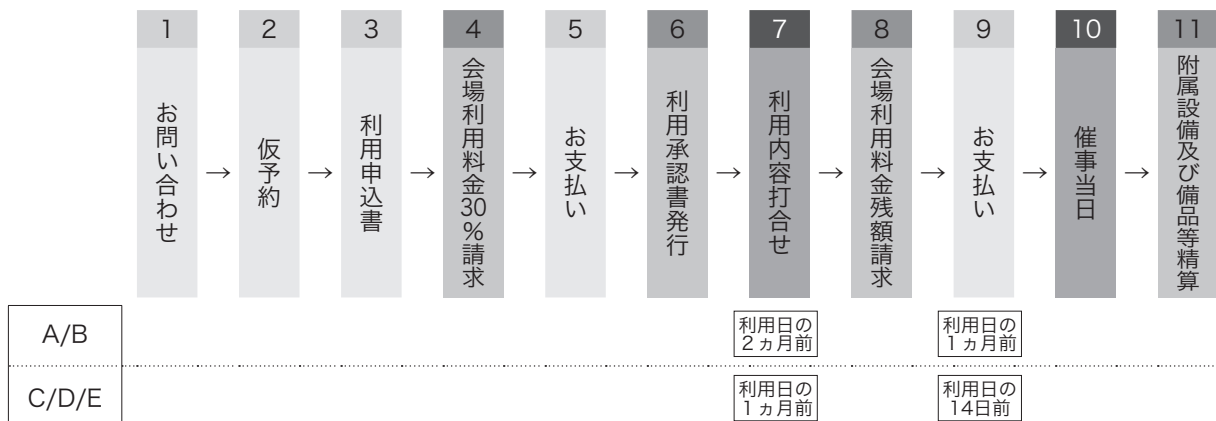 1
お問い合わせ
→
2
仮予約
→
3
利用申込書
→
4
会場利用料金30%請求
→
5
お支払い
→
6
利用承認書発行
→
7
利用内容打合せ
→
8
会場利用料金残額請求
→
9
お支払い
→
10
催事当日
→
11
附属設備及び備品等精算
A/B
利用日の
2ヵ月前
利用日の
1ヵ月前
C/D/E
利用日の
1ヵ月前
利用日の
14日前